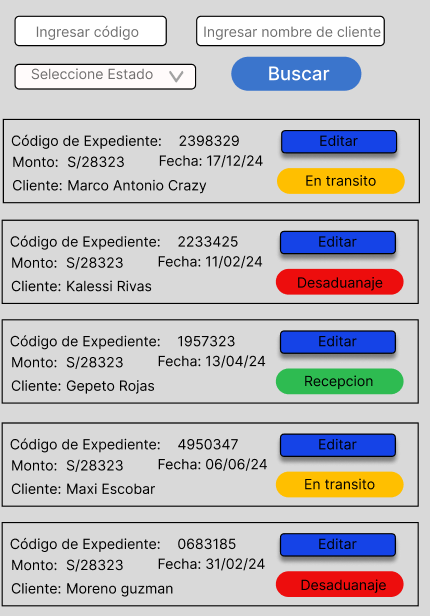 Ingresar código
Ingresar nombre de cliente
Seleccione Estado
Buscar
Código de Expediente: 2398329
Editar
Monto: S/28323 Fecha: 17/12/24
En transito
Cliente: Marco Antonio Crazy
Código de Expediente: 2233425
Editar
Monto: S/28323 Fecha: 11/02/24
Desaduanaje
Cliente: Kalessi Rivas
Código de Expediente: 1957323
Editar
Monto: S/28323 Fecha: 13/04/24
Recepcion
Cliente: Gepeto Rojas
Código de Expediente: 4950347
Editar
Monto: S/28323 Fecha: 06/06/24
En transito
Cliente: Maxi Escobar
Código de Expediente: 0683185
Editar
Monto: S/28323 Fecha: 31/02/24
Desaduanaje
Cliente: Moreno guzman